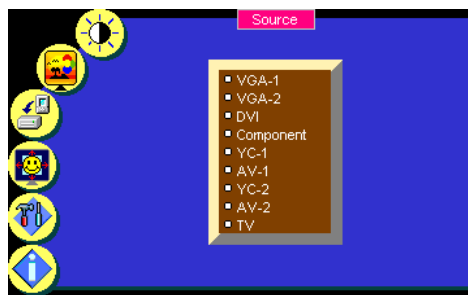 Source
VGA-1
VGA-2
DVI
Component
YC-1
AV-1
YC-2
AV-2
TV